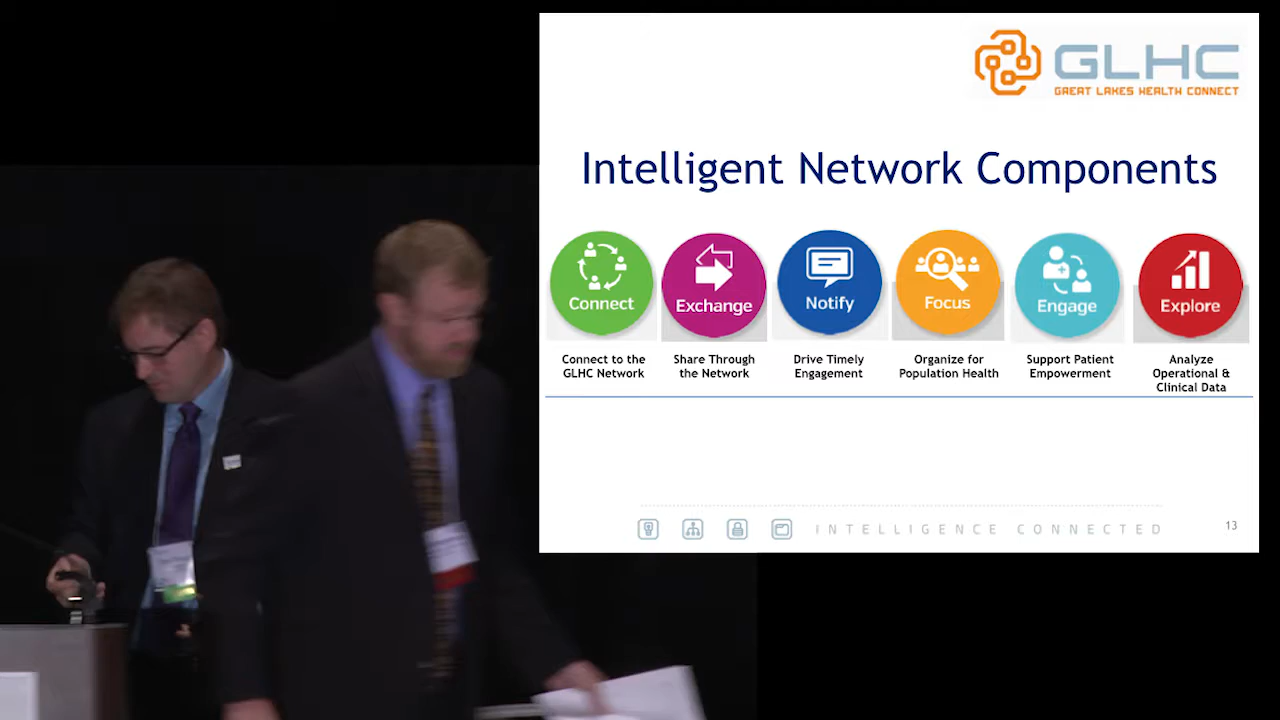 GLHC
GREAT LAKES HEALTH CONNECT
Intelligent Network Components
Connect
Exchange
Notify
Focus
Engage
Explore
Connect to the
GLHC Network
Share Through
the Network
Drive Timely
Engagement
Organize for
Population Health
Support Patient
Empowerment
Analyze
Operational &
Clinical Data
INTELLIGENCE CONNECTED
13